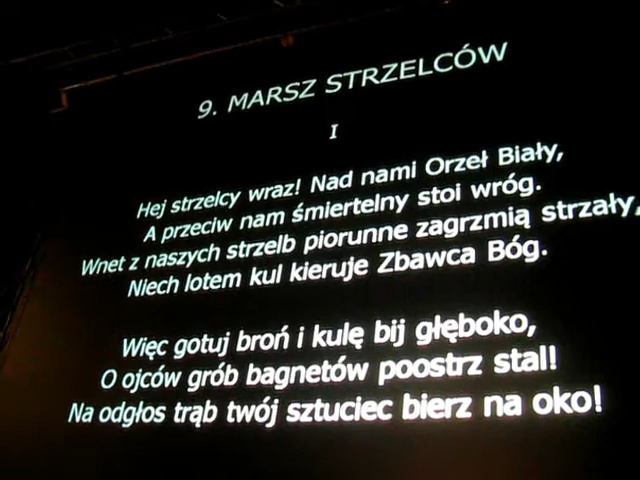 9. MARSZ STRZELCÓW
I
Hej strzelcy wraz! Nad nami Orzeł Biały,
A przeciw nam śmiertelny stoi wróg.
Wnet z naszych strzelb piorunne zagrzmią strzały,
Niech lotem kul kieruje Zbawca Bóg.
Więc gotuj broń i kulę bij głęboko,
O ojców grób bagnetów poostrz stal!
Na odgłos trąb twój sztuciec bierz na oko!